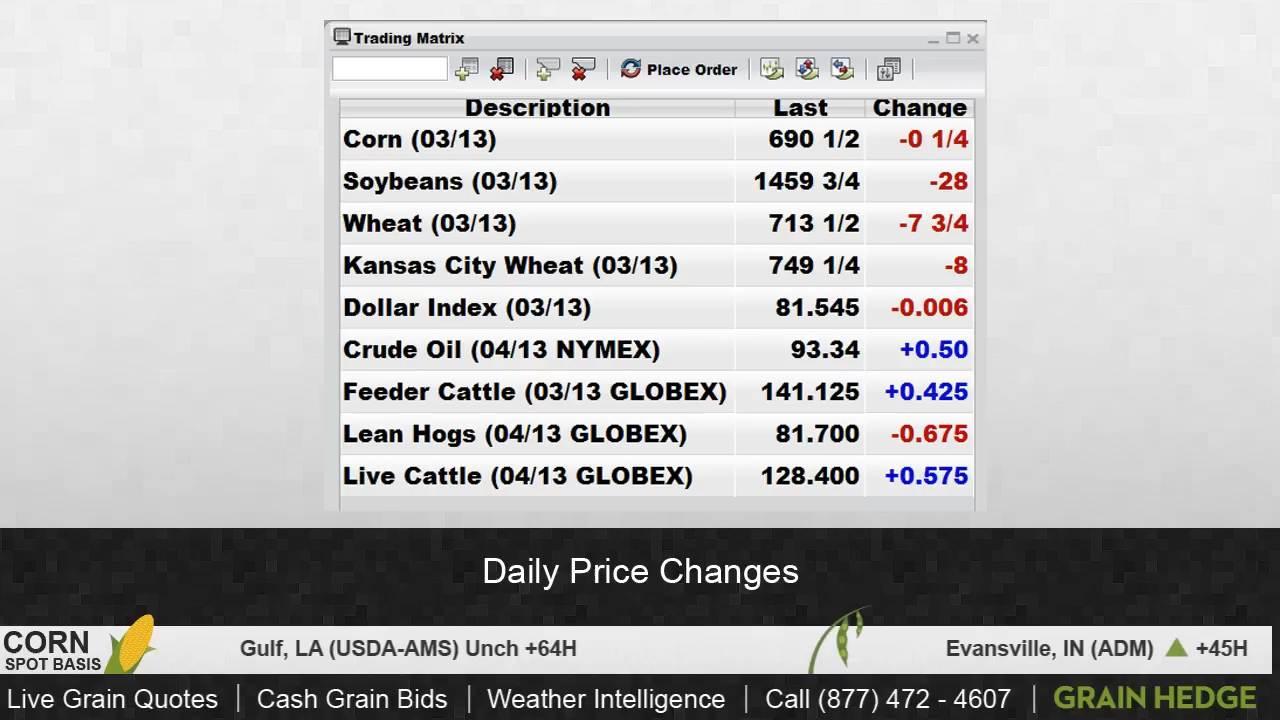 Trading Matrix
Place Order
Description Last Change
Corn (03/13) 690 1/2 -0 1/4
Soybeans (03/13) 1459 3/4 -28
Wheat (03/13) 713 1/2 -7 3/4
Kansas City Wheat (03/13) 749 1/4 -8
Dollar Index (03/13) 81.545 -0.006
Crude Oil (04/13 NYMEX) 93.34 +0.50
Feeder Cattle (03/13 GLOBEX) 141.125 +0.425
Lean Hogs (04/13 GLOBEX) 81.700 -0.675
Live Cattle (04/13 GLOBEX) 128.400 +0.575
Daily Price Changes
CORN
SPOT BASIS
Gulf, LA (USDA-AMS) Unch +64H
Evansville, IN (ADM) ▲ +45H
Live Grain Quotes | Cash Grain Bids | Weather Intelligence | Call (877) 472 - 4607 | GRAIN HEDGE